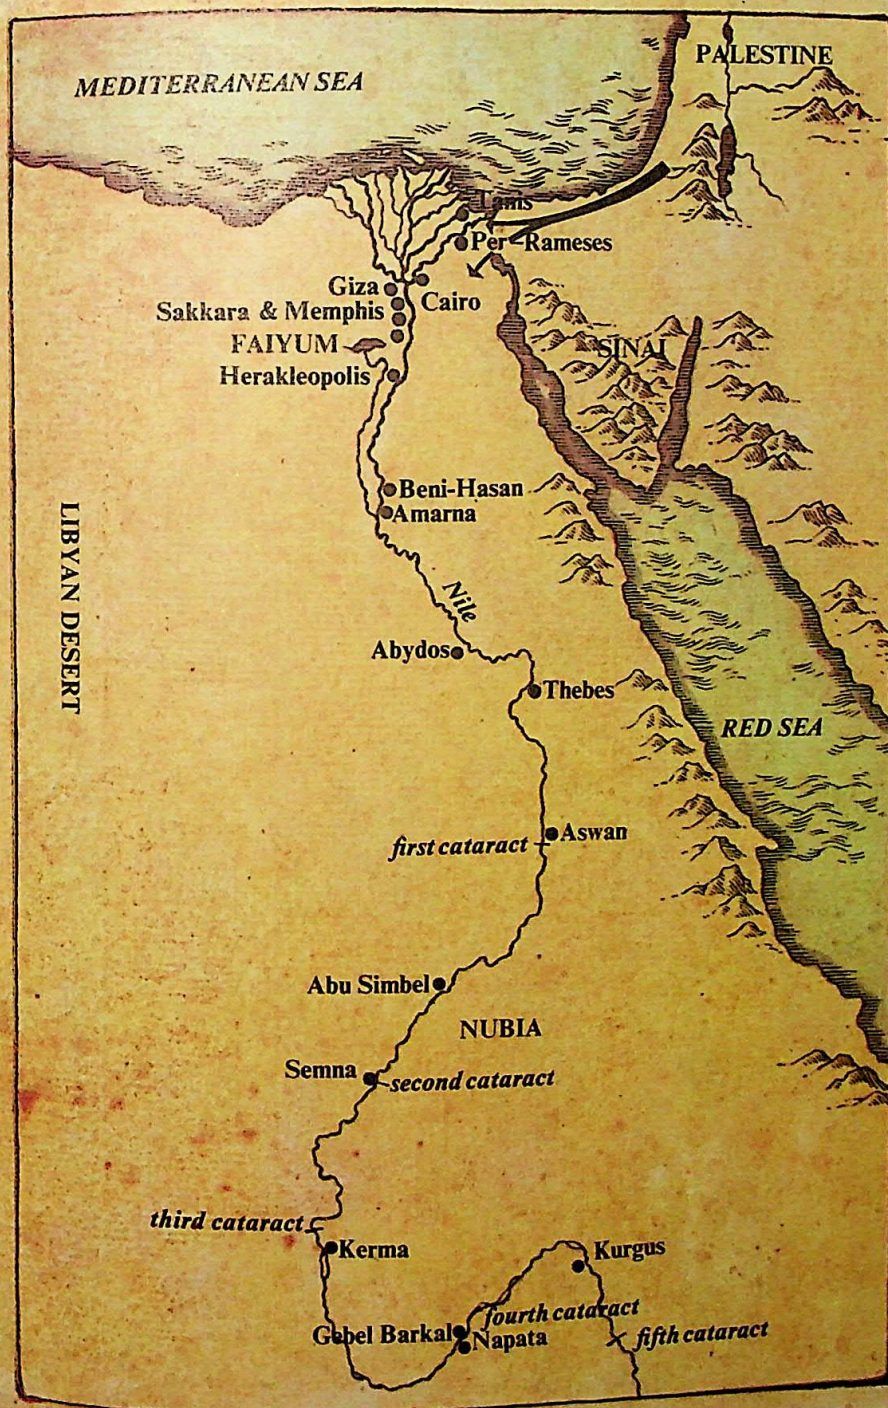 PALESTINE
MEDITERRANEAN SEA
Tanis
Per-Rameses
Giza
Cairo
Sakkara & Memphis
FAIYUM
SINAI
Herakleopolis
Beni-Hasan
Amarna
LIBYAN DESERT
Nile
Abydos
Thebes
RED SEA
Aswan
first cataract
Abu Simbel
NUBIA
Semna
second cataract
third cataract
Kerma
Kurgus
fourth cataract
Gebel Barkal
Napata
fifth cataract